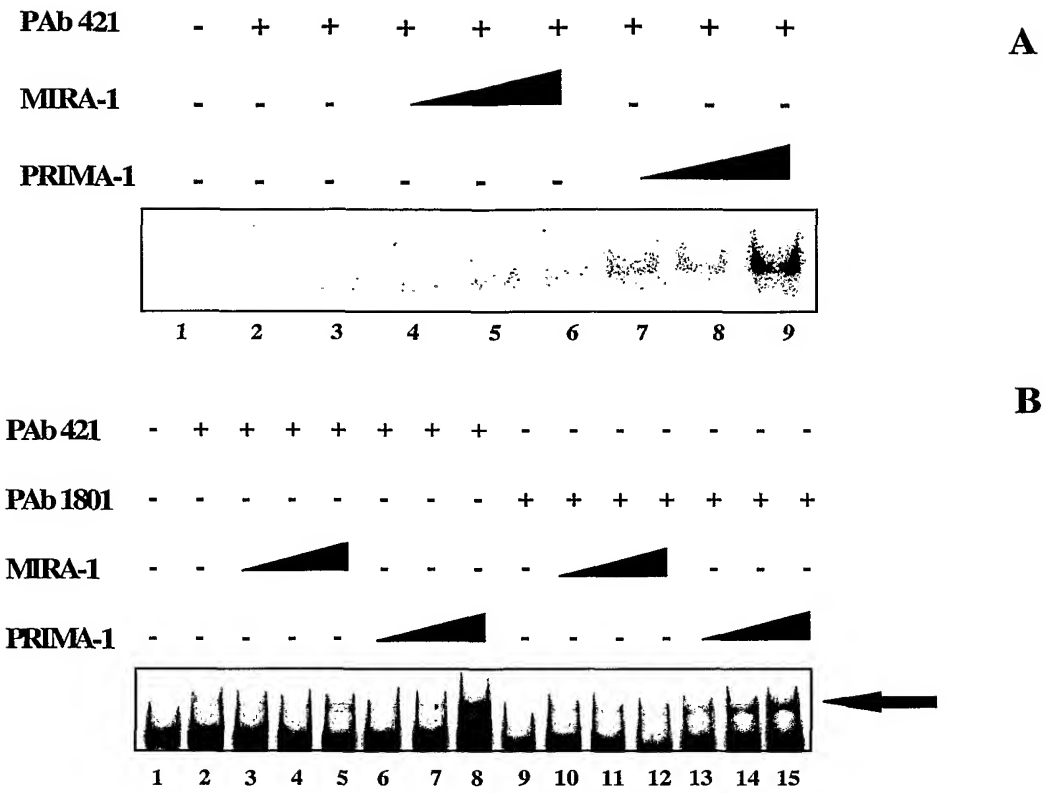 PAb 421 - + + + + + + + +
A
MIRA-1 - - - - - -
PRIMA-1 - - - - - -
1 2 3 4 5 6 7 8 9
B
PAb 421 - + + + + + + + - - - - - - -
PAb 1801 - - - - - - - - + + + + + + +
MIRA-1 - - - - - - - - -
PRIMA-1 - - - - - - - - -
1 2 3 4 5 6 7 8 9 10 11 12 13 14 15